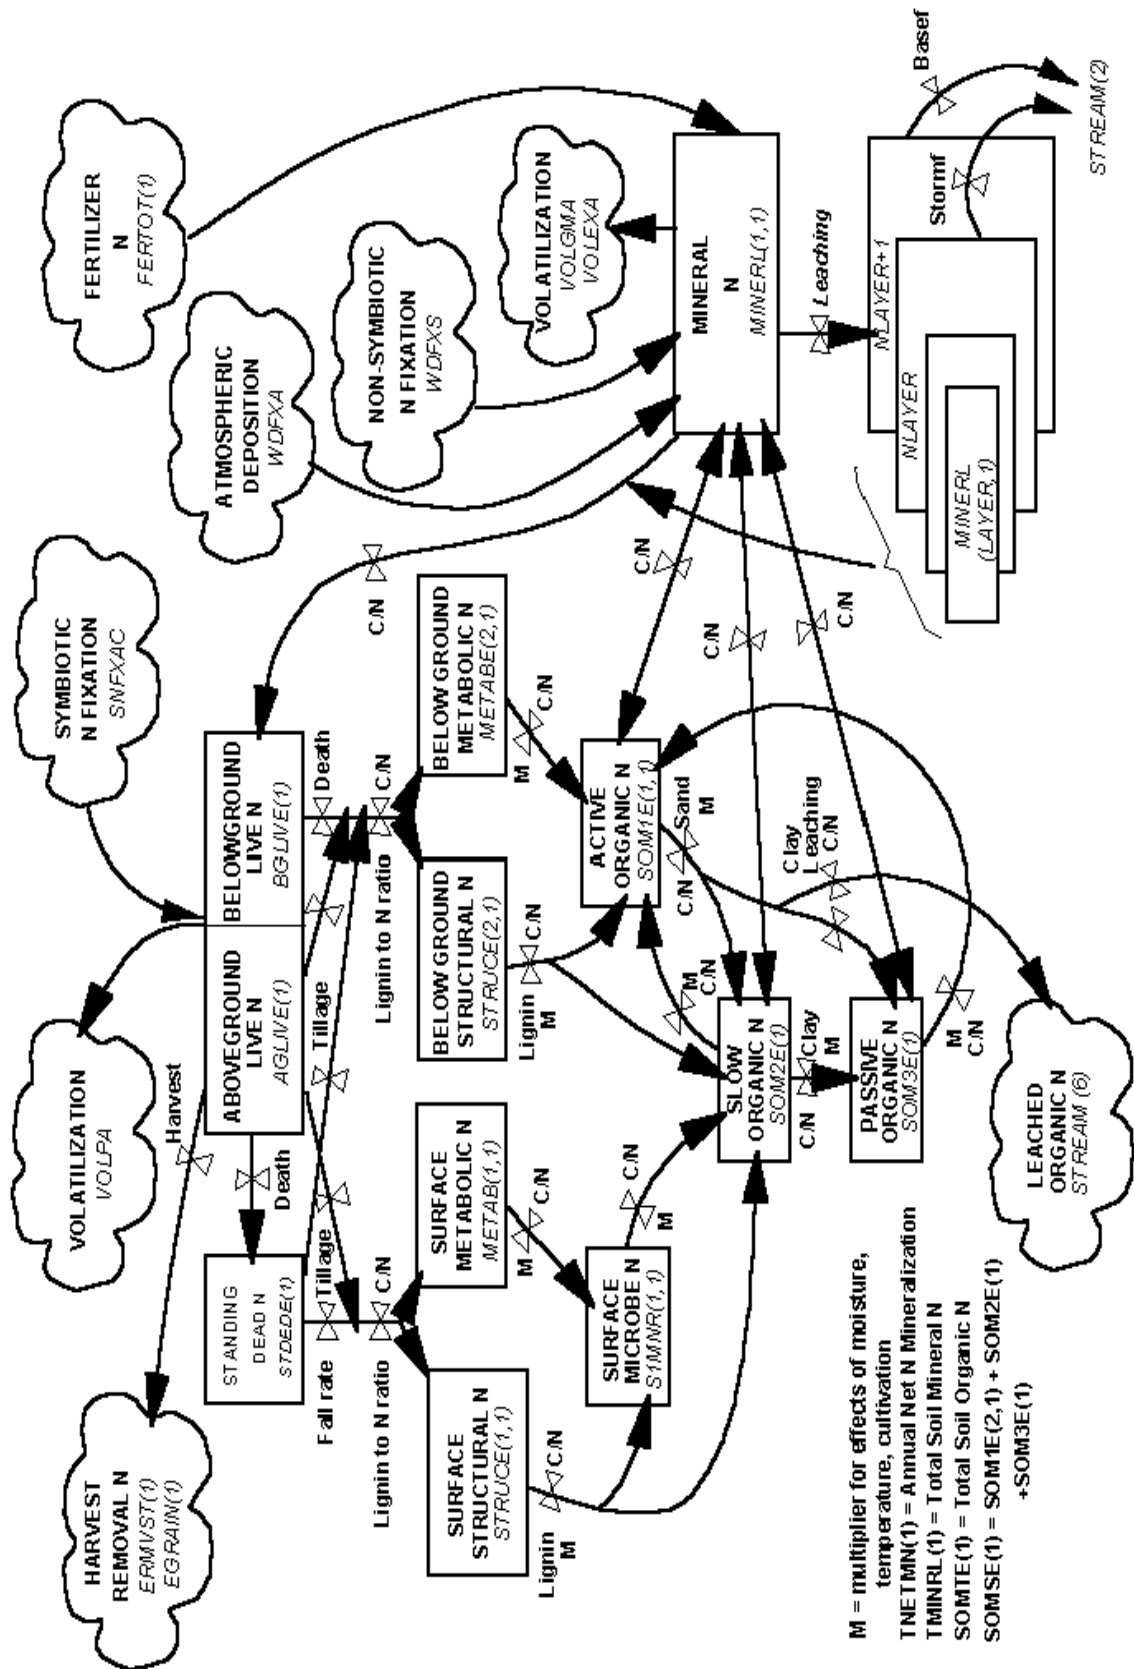 HARVEST
REMOVAL N
ERMVST(1)
EGRAIN(1)
VOLATILIZATION
VOLPA
SYMBIOTIC
N FIXATION
SNFXAC
ATMOSPHERIC
DEPOSITION
WDFXA
FERTILIZER
N
FERTOT(1)
NON-SYMBIOTIC
N FIXATION
WDFXS
VOLATILIZATION
VOLGMA
VOLEXA
Harvest
STANDING
DEAD N
STDEDE(1)
Death
ABOVEGROUND
LIVE N
AGLIVE(1)
BELOWGROUND
LIVE N
BGLIVE(1)
Fall rate
Tillage
Tillage
Death
C/N
Lignin to N ratio
C/N
Lignin to N ratio
C/N
SURFACE
STRUCTURAL N
STRUCE(1,1)
SURFACE
METABOLIC N
METAB(1,1)
BELOW GROUND
STRUCTURAL N
STRUCE(2,1)
BELOW GROUND
METABOLIC N
METABE(2,1)
MINERAL
N
MINERL(1,1)
Lignin
M
C/N
M
C/N
Lignin
M
C/N
M
C/N
C/N
C/N
C/N
Leaching
SURFACE
MICROBE N
S1MNR(1,1)
M
C/N
ACTIVE
ORGANIC N
SOM1E(1,1)
M
C/N
C/N
Sand
M
SLOW
ORGANIC N
SOM2E(1)
C/N
Clay
M
Clay
Leaching
C/N
PASSIVE
ORGANIC N
SOM3E(1)
M
C/N
LEACHED
ORGANIC N
STREAM (6)
NLAYER+1
NLAYER
MINERL
(LAYER,1)
Stormf
Basef
STREAM(2)
M = multiplier for effects of moisture,
temperature, cultivation
TNETMN(1) = Annual Net N Mineralization
TMINRL(1) = Total Soil Mineral N
SOMTE(1) = Total Soil Organic N
SOMSE(1) = SOM1E(2,1) + SOM2E(1)
+SOM3E(1)